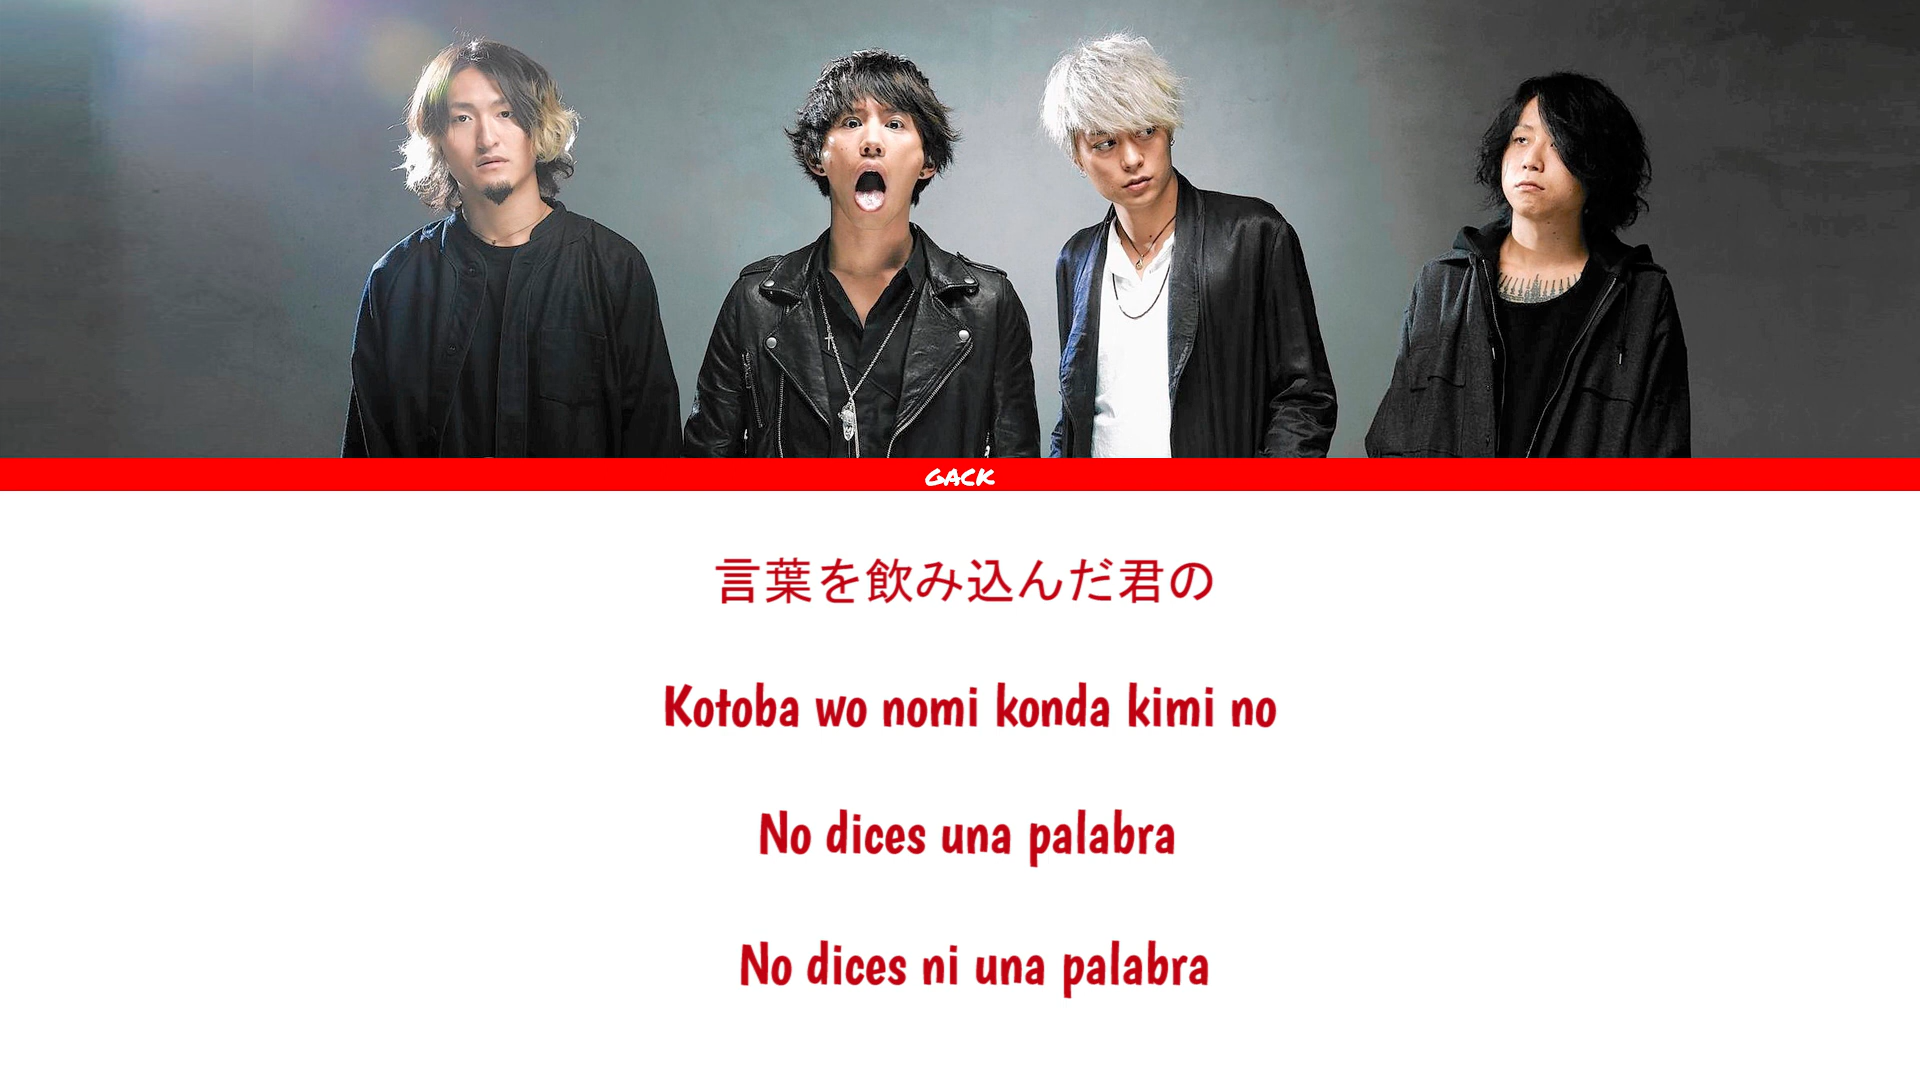 GACK
言葉を飲み込んだ君の
Kotoba wo nomi konda kimi no
No dices una palabra
No dices ni una palabra